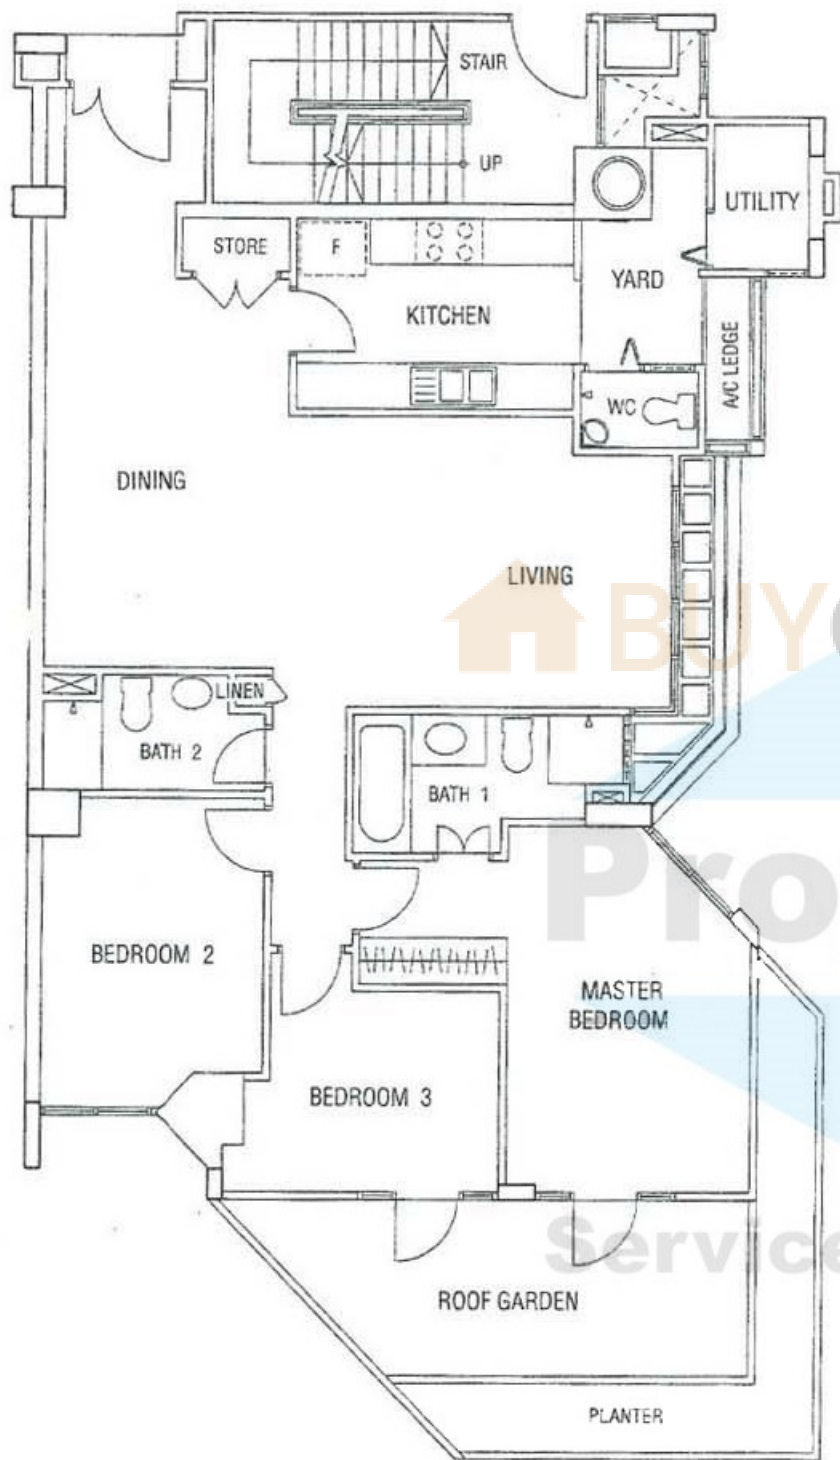 STAIR
UP
UTILITY
STORE
F
YARD
KITCHEN
A/C LEDGE
WC
DINING
LIVING
BUY
LINEN
BATH 2
BATH 1
Pro
BEDROOM 2
MASTER
BEDROOM
BEDROOM 3
Service
ROOF GARDEN
PLANTER